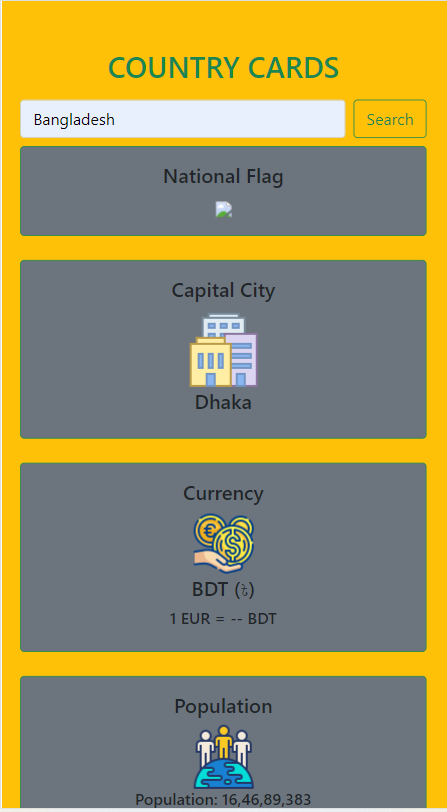 COUNTRY CARDS
Bangladesh
Search
National Flag
Capital City
Dhaka
Currency
€
$
BDT (৳)
1 EUR = -- BDT
Population
Population: 16,46,89,383